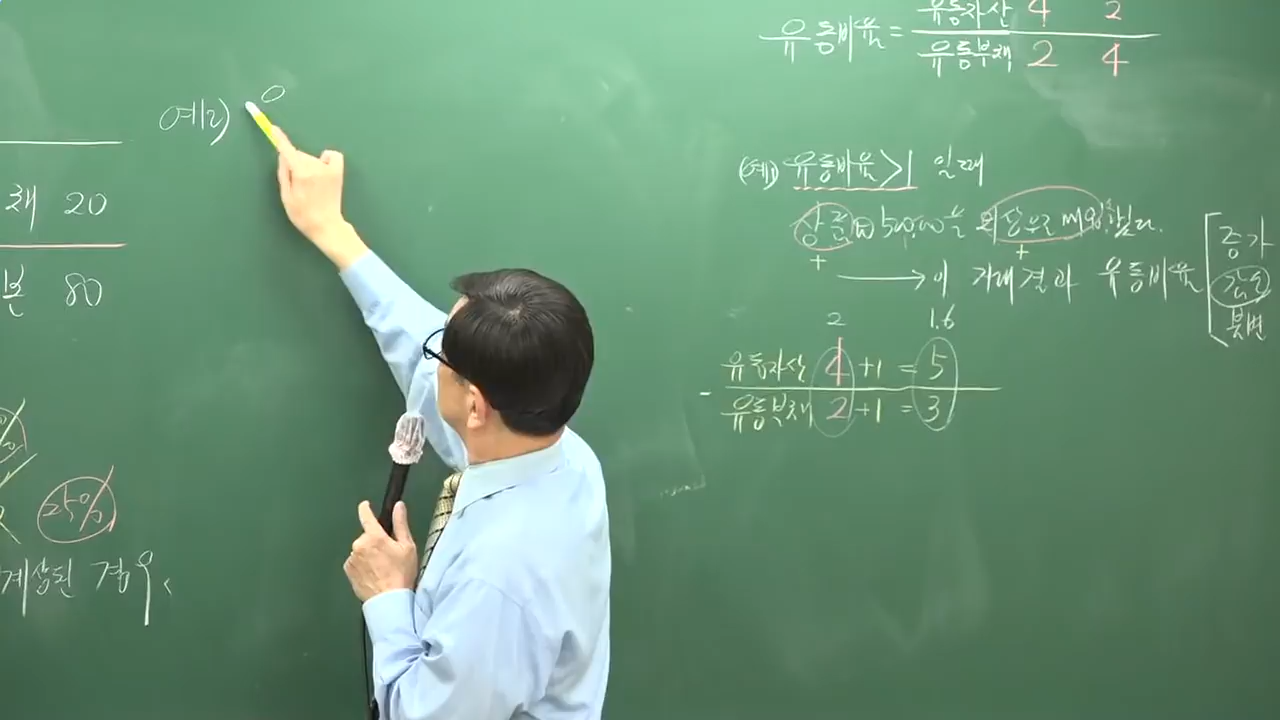 채 20
본 80
25%
계상된 경우
예2)
유동비율 = 유동자산 4 2
유동부채 2 4
(예1) 유동비율>1 일때
상품 ₩50,000을 외상으로 매입하였다.
+ +
→ 이 거래결과 유동비율
증가
감소
불변
2 1.6
유동자산 4 +1 = 5
유동부채 2 +1 = 3